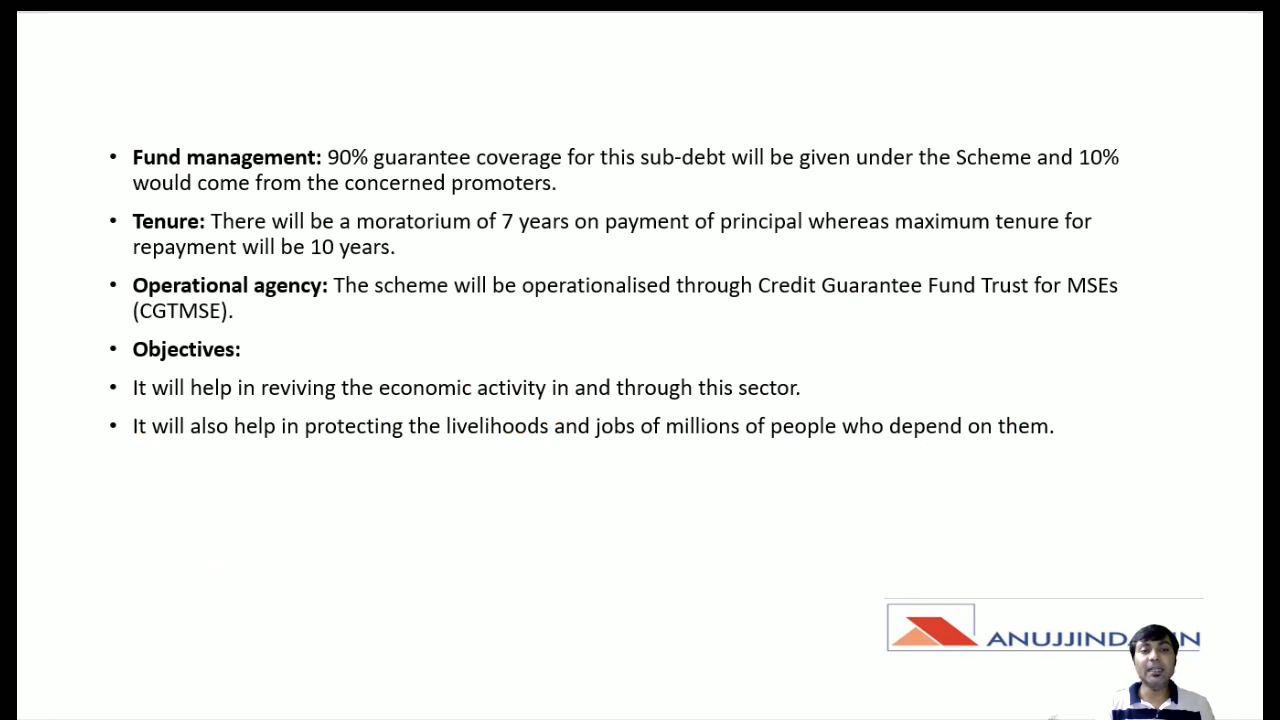 • Fund management: 90% guarantee coverage for this sub-debt will be given under the Scheme and 10%
would come from the concerned promoters.
• Tenure: There will be a moratorium of 7 years on payment of principal whereas maximum tenure for
repayment will be 10 years.
• Operational agency: The scheme will be operationalised through Credit Guarantee Fund Trust for MSEs
(CGTMSE).
• Objectives:
• It will help in reviving the economic activity in and through this sector.
• It will also help in protecting the livelihoods and jobs of millions of people who depend on them.